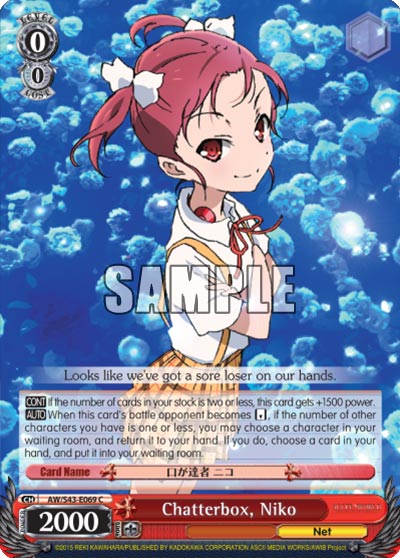 LEVEL
0
0
COST
SAMPLE
Looks like we've got a sore loser on our hands.
CONT If the number of cards in your stock is two or less, this card gets +1500 power.
AUTO When this card's battle opponent becomes [ ], if the number of other
characters you have is one or less, you may choose a character in your
waiting room, and return it to your hand. If you do, choose a card in your
hand, and put it into your waiting room.
Card Name 口が達者 ニコ
CH AW/S43-E069 C
2000
POWER
Chatterbox, Niko
Net
©2015 REKI KAWAHARA/PUBLISHED BY KADOKAWA CORPORATION ASCII MEDIA WORKS/AWIB Project